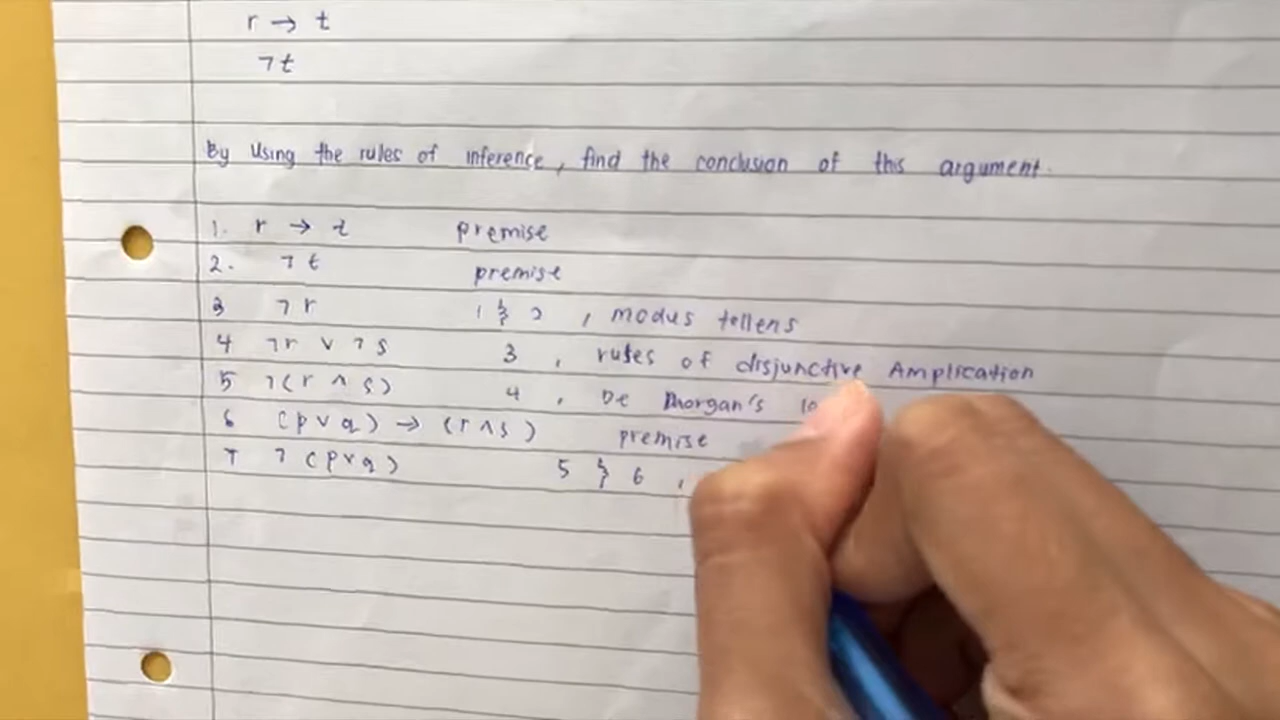 r → t
¬t
By Using the rules of inference, find the conclusion of this argument.
1. r → t premise
2. ¬t premise
3 ¬r 1 & 2, modus tellens
4 ¬r ∨ ¬s 3, rules of disjunctive Amplication
5 ¬(r ∧ s) 4, De Morgan's
6 (p ∨ q) → (r ∧ s) premise
7 ¬(p ∨ q) 5 & 6,